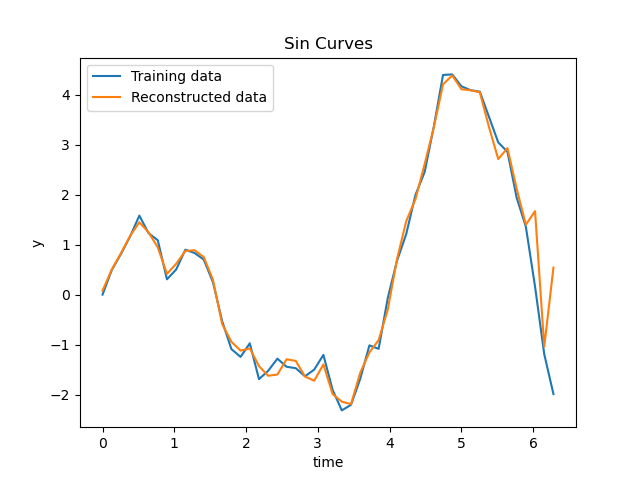 Sin Curves
Training data
Reconstructed data
4
3
2
1
0
−1
−2
y
0 1 2 3 4 5 6
time